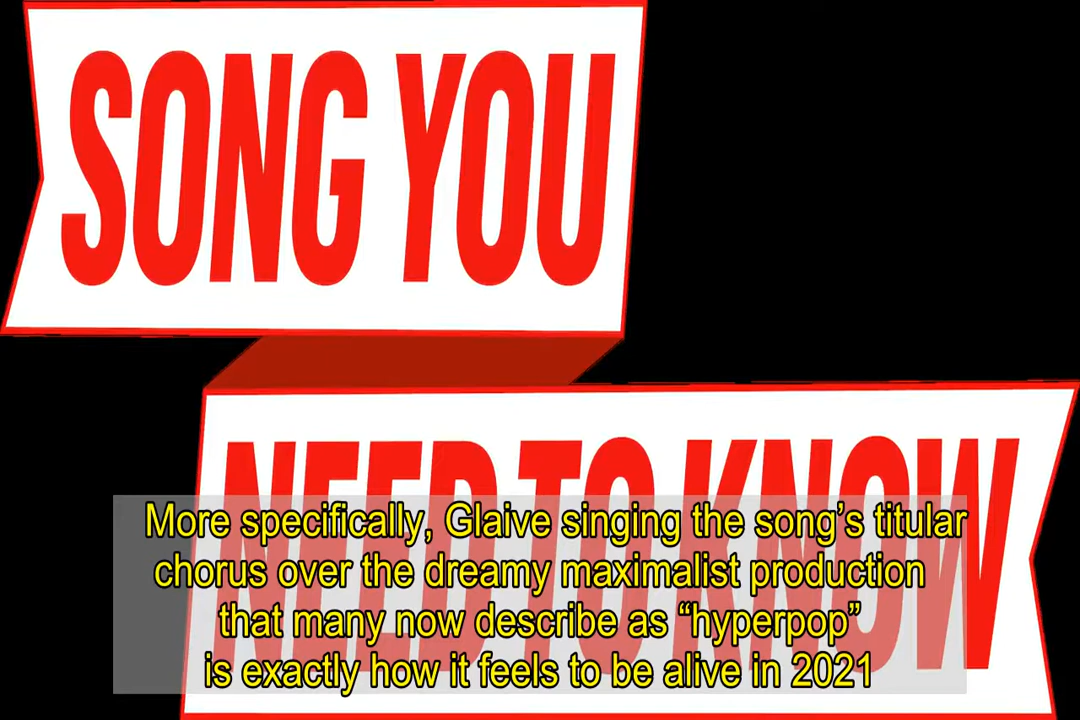 SONG YOU
NEED TO KNOW
More specifically, Glaive singing the song’s titular
chorus over the dreamy maximalist production
that many now describe as “hyperpop”
is exactly how it feels to be alive in 2021